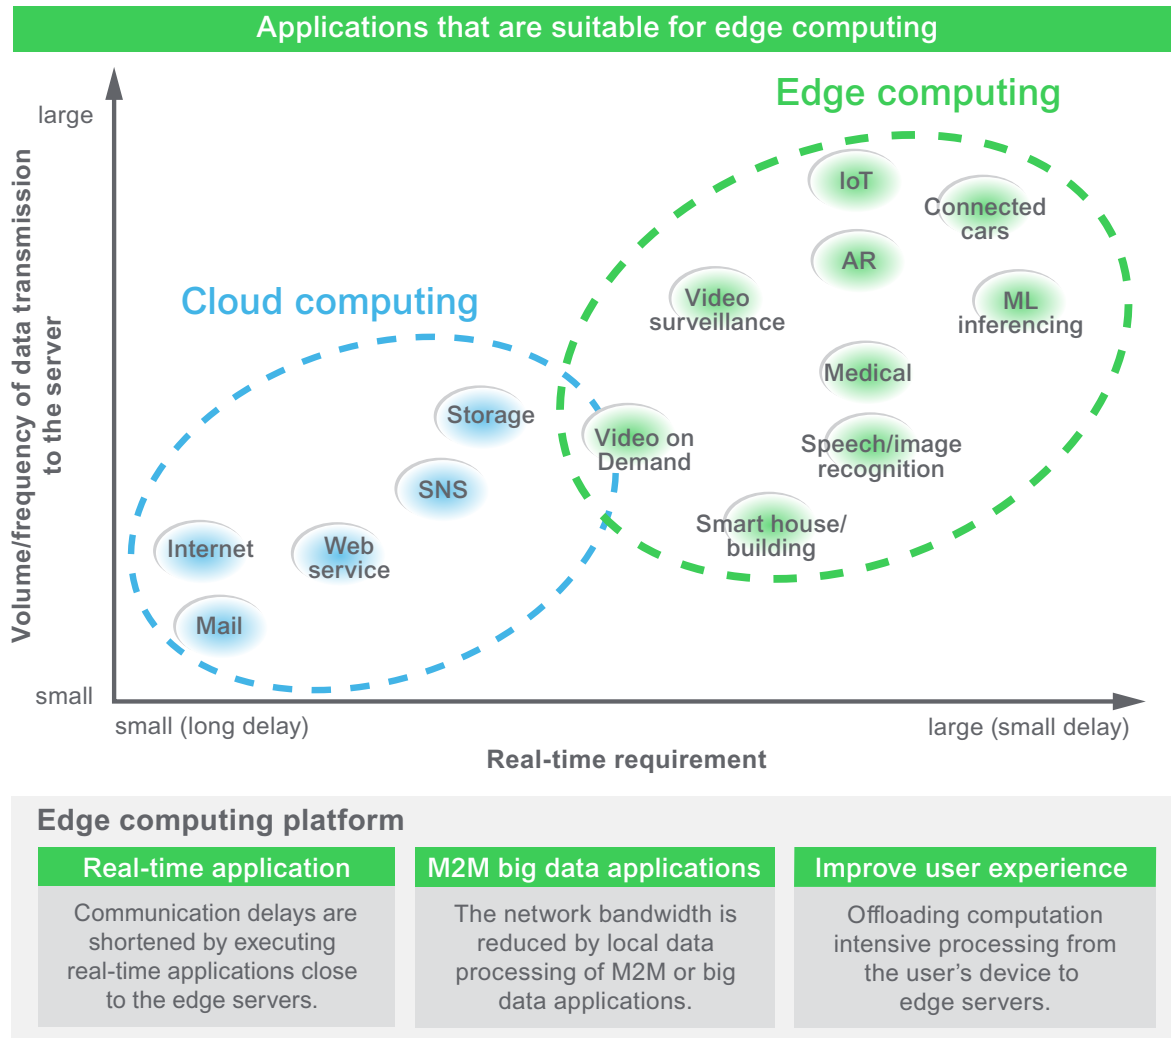 Applications that are suitable for edge computing
Edge computing
large
Volume/frequency of data transmission
to the server
Cloud computing
IoT
Connected
cars
AR
Video
surveillance
ML
inferencing
Medical
Storage
Video on
Demand
Speech/image
recognition
SNS
Smart house/
building
Internet
Web
service
Mail
small
small (long delay)
large (small delay)
Real-time requirement
Edge computing platform
Real-time application
Communication delays are
shortened by executing
real-time applications close
to the edge servers.
M2M big data applications
The network bandwidth is
reduced by local data
processing of M2M or big
data applications.
Improve user experience
Offloading computation
intensive processing from
the user's device to
edge servers.